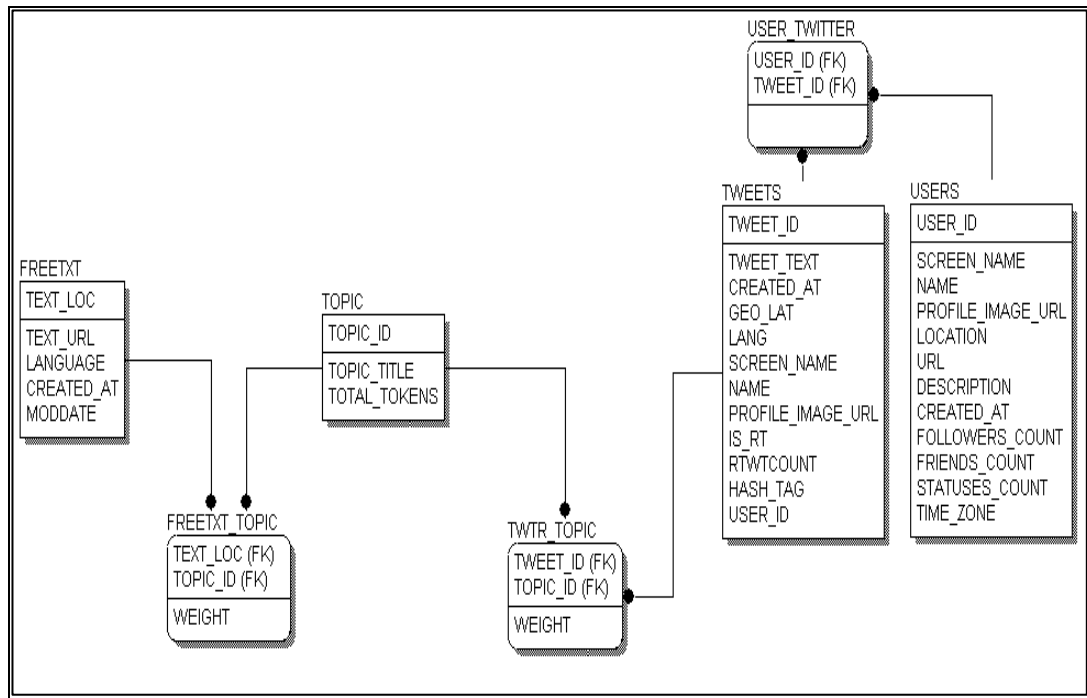 USER_TWITTER
USER_ID (FK)
TWEET_ID (FK)
TWEETS
TWEET_ID
TWEET_TEXT
CREATED_AT
GEO_LAT
LANG
SCREEN_NAME
NAME
PROFILE_IMAGE_URL
IS_RT
RTWTCOUNT
HASH_TAG
USER_ID
USERS
USER_ID
SCREEN_NAME
NAME
PROFILE_IMAGE_URL
LOCATION
URL
DESCRIPTION
CREATED_AT
FOLLOWERS_COUNT
FRIENDS_COUNT
STATUSES_COUNT
TIME_ZONE
FREETXT
TEXT_LOC
TEXT_URL
LANGUAGE
CREATED_AT
MODDATE
TOPIC
TOPIC_ID
TOPIC_TITLE
TOTAL_TOKENS
FREETXT_TOPIC
TEXT_LOC (FK)
TOPIC_ID (FK)
WEIGHT
TWTR_TOPIC
TWEET_ID (FK)
TOPIC_ID (FK)
WEIGHT